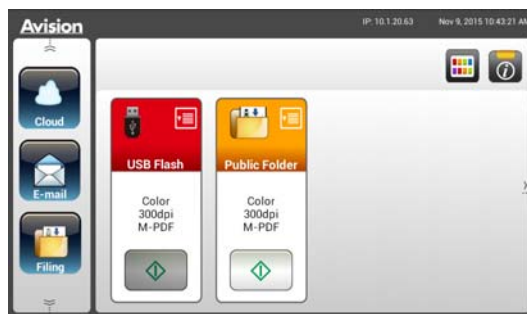 Avision
IP: 10.1.20.63
Nov 9, 2015 10:43:21 AM
Cloud
E-mail
Filing
USB Flash
Color
300dpi
M-PDF
Public Folder
Color
300dpi
M-PDF